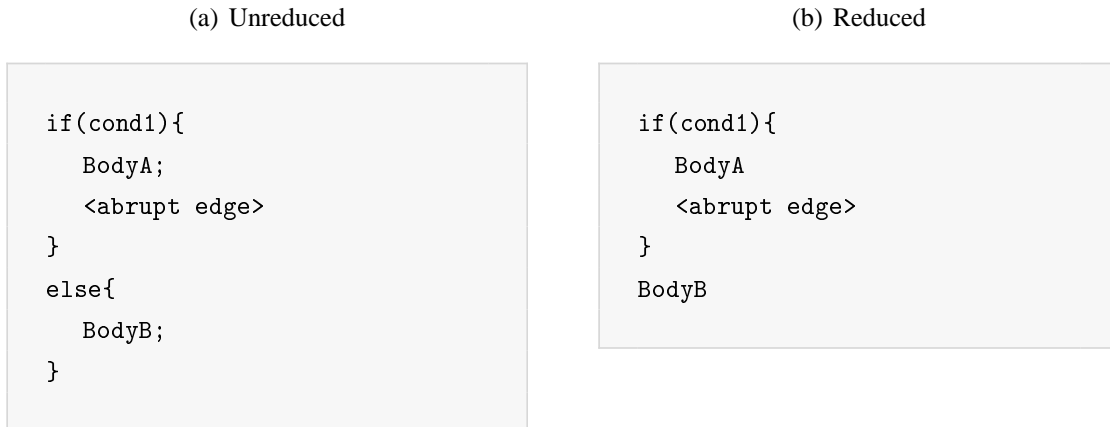 (a) Unreduced
if(cond1){
BodyA;
<abrupt edge>
}
else{
BodyB;
}
(b) Reduced
if(cond1){
BodyA
<abrupt edge>
}
BodyB